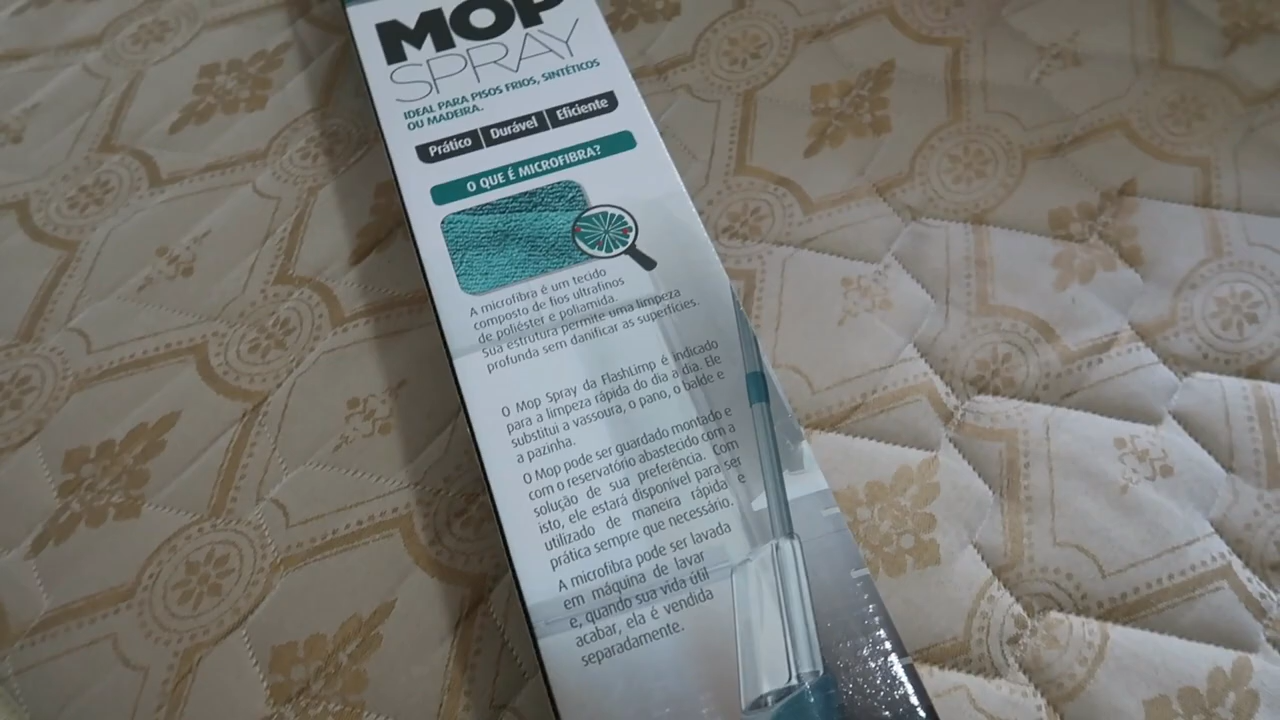 MOP
SPRAY
IDEAL PARA PISOS FRIOS, SINTÉTICOS
OU MADEIRA.
Prático | Durável | Eficiente
O QUE É MICROFIBRA?
A microfibra é um tecido
composto de fios ultrafinos
de poliéster e poliamida.
Sua estrutura permite uma limpeza
profunda sem danificar as superfícies.
O Mop Spray da FlashLimp é indicado
para a limpeza rápida do dia a dia. Ele
substitui a vassoura, o pano, o balde e
a pazinha.
O Mop pode ser guardado montado e
com o reservatório abastecido com a
solução de sua preferência. Com
isto, ele estará disponível para ser
utilizado de maneira rápida e
prática sempre que necessário.
A microfibra pode ser lavada
em máquina de lavar
e, quando sua vida útil
acabar, ela é vendida
separadamente.